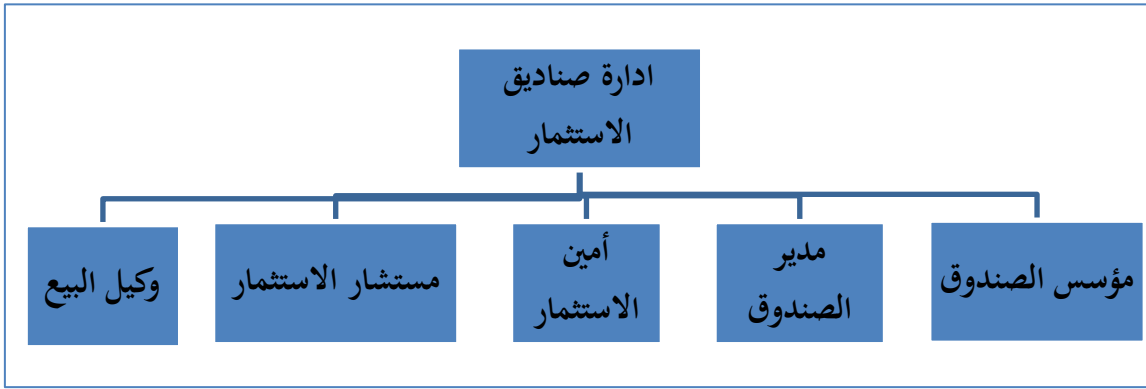 ادارة صناديق
الاستثمار
مؤسس الصندوق
مدير
الصندوق
أمين
الاستثمار
مستشار الاستثمار
وكيل البيع